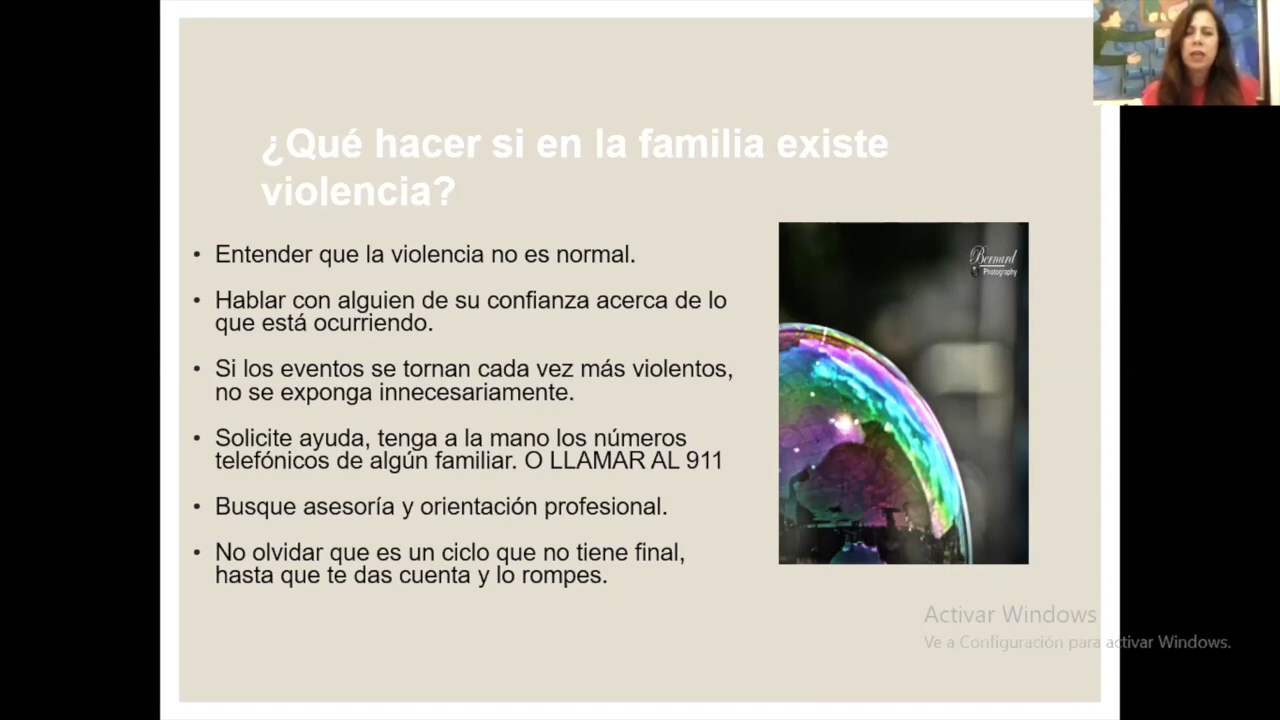 ¿Qué hacer si en la familia existe
violencia?
• Entender que la violencia no es normal.
• Hablar con alguien de su confianza acerca de lo
que está ocurriendo.
• Si los eventos se tornan cada vez más violentos,
no se exponga innecesariamente.
• Solicite ayuda, tenga a la mano los números
telefónicos de algún familiar. O LLAMAR AL 911
• Busque asesoría y orientación profesional.
• No olvidar que es un ciclo que no tiene final,
hasta que te das cuenta y lo rompes.
Bernard
Photography
Activar Windows
Ve a Configuración para activar Windows.